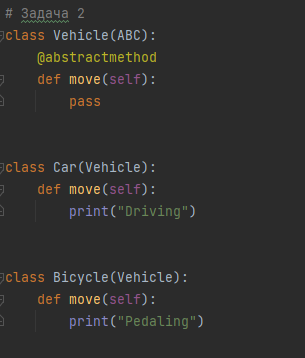 # Задача 2
class Vehicle(ABC):
    @abstractmethod
    def move(self):
        pass
class Car(Vehicle):
    def move(self):
        print("Driving")
class Bicycle(Vehicle):
    def move(self):
        print("Pedaling")